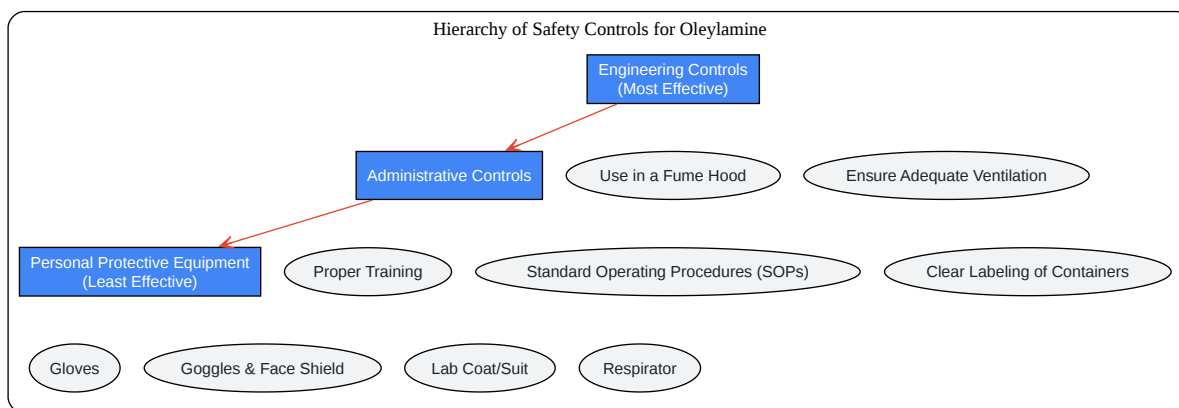 Hierarchy of Safety Controls for Oleylamine
Engineering Controls
(Most Effective)
Administrative Controls
Use in a Fume Hood
Ensure Adequate Ventilation
Personal Protective Equipment
(Least Effective)
Proper Training
Standard Operating Procedures (SOPs)
Clear Labeling of Containers
Gloves
Goggles & Face Shield
Lab Coat/Suit
Respirator